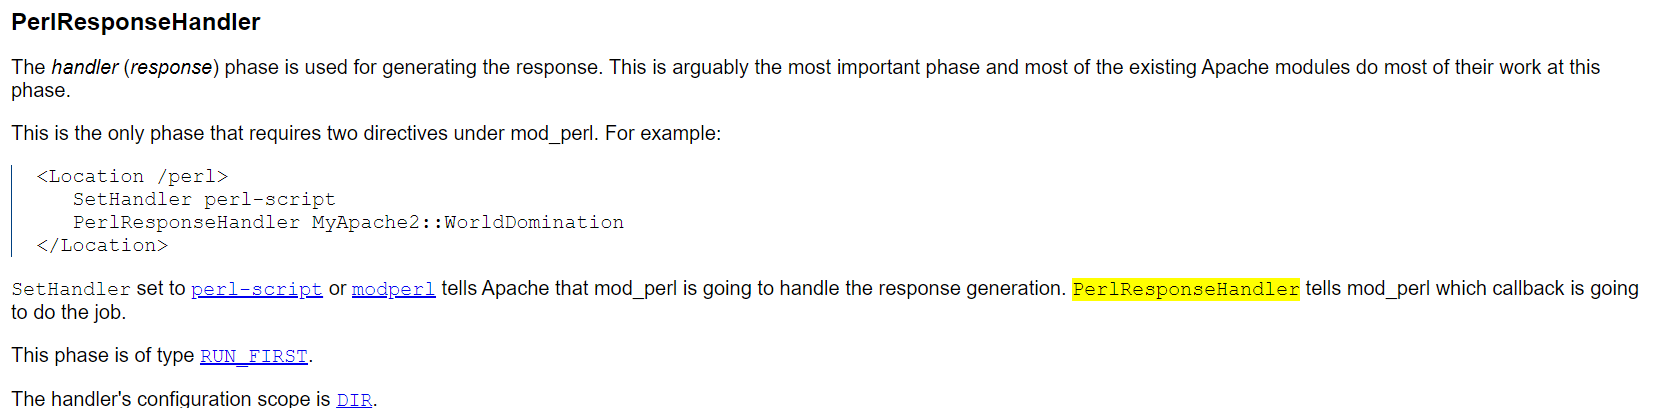 PerlResponseHandler
The handler (response) phase is used for generating the response. This is arguably the most important phase and most of the existing Apache modules do most of their work at this
phase.
This is the only phase that requires two directives under mod_perl. For example:
<Location /perl>
SetHandler perl-script
PerlResponseHandler MyApache2::WorldDomination
</Location>
SetHandler set to perl-script or modperl tells Apache that mod_perl is going to handle the response generation. PerlResponseHandler tells mod_perl which callback is going
to do the job.
This phase is of type RUN_FIRST.
The handler's configuration scope is DIR.